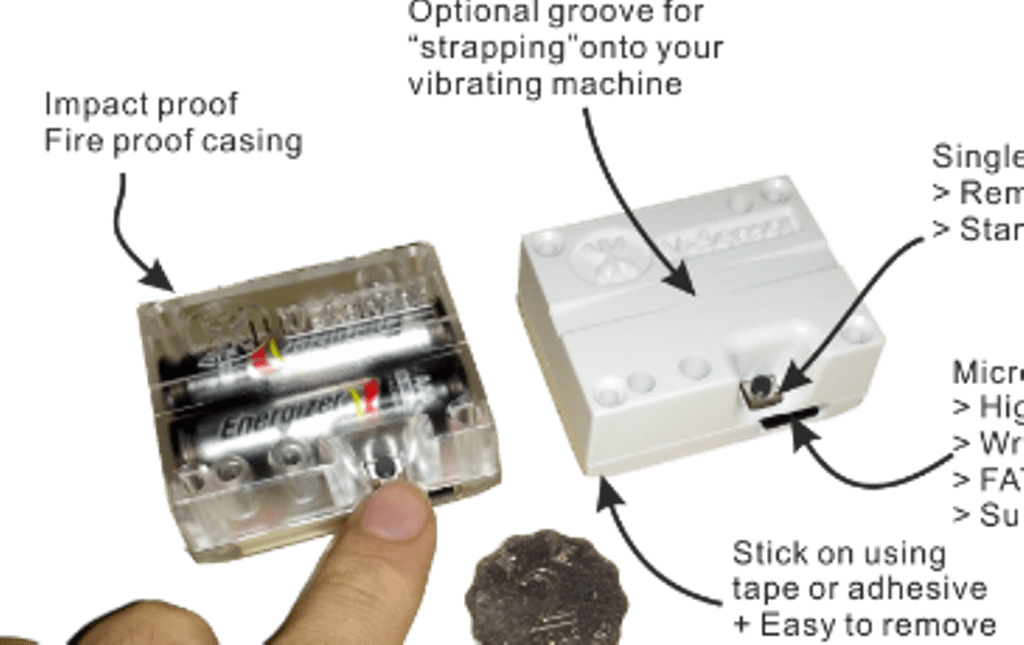 Optional groove for
“strapping”onto your
vibrating machine
Impact proof
Fire proof casing
Single
> Rem
> Star
Energizer
Micro
> Hig
> Wr
> FAT
> Su
Stick on using
tape or adhesive
+ Easy to remove